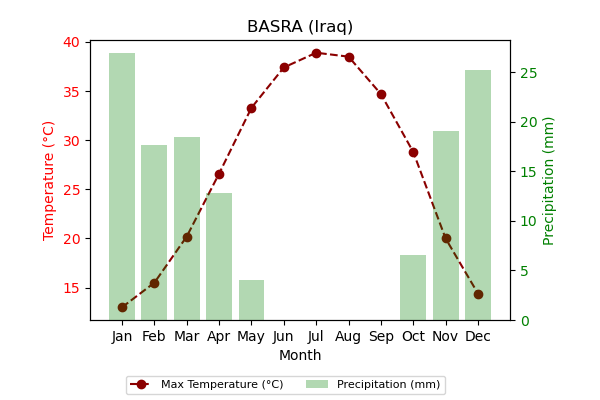 BASRA (Iraq)
Temperature (°C)
40
35
30
25
20
15
Precipitation (mm)
25
20
15
10
5
0
Jan Feb Mar Apr May Jun Jul Aug Sep Oct Nov Dec
Month
Max Temperature (°C) Precipitation (mm)